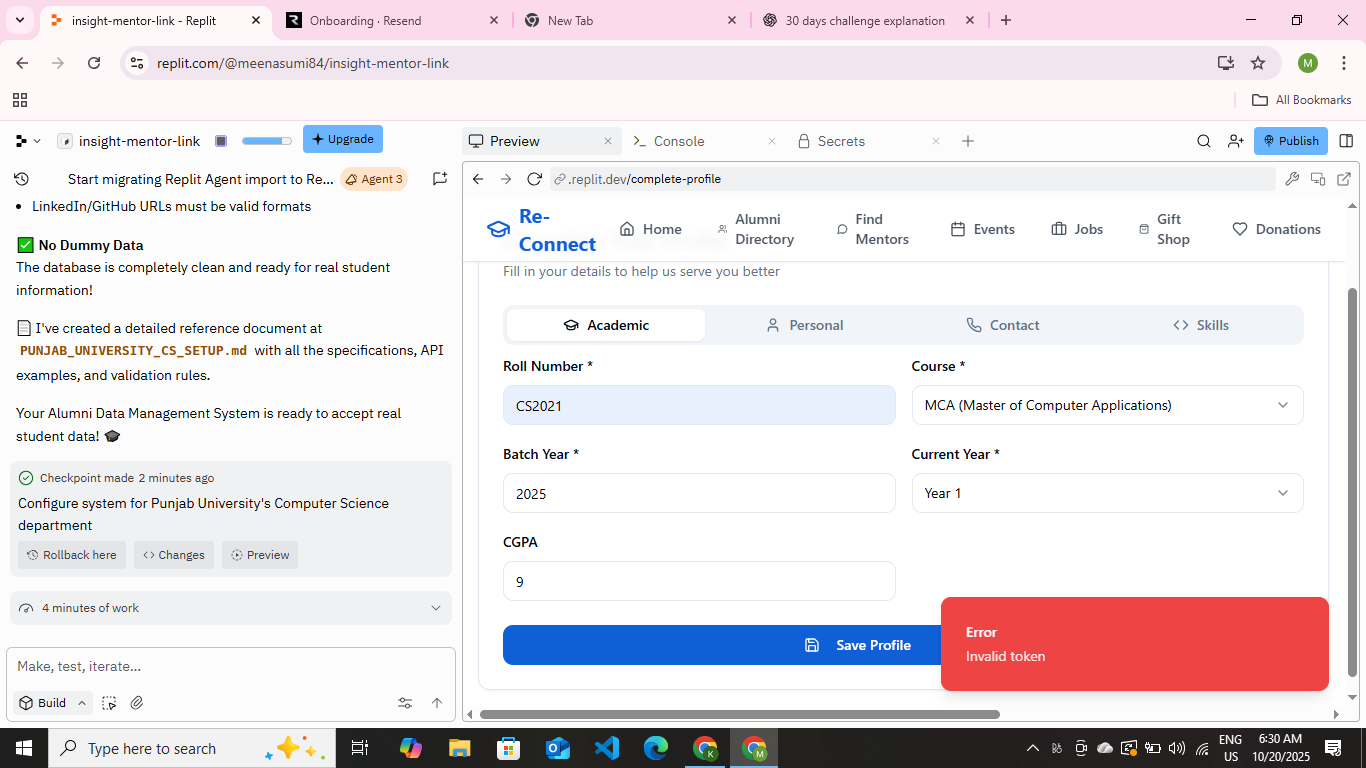 insight-mentor-link - Replit
Onboarding · Resend
New Tab
30 days challenge explanation
replit.com/@meenasumi84/insight-mentor-link
M
All Bookmarks
insight-mentor-link
Upgrade
Preview
Console
Secrets
Publish
Start migrating Replit Agent import to Re...
Agent 3
.replit.dev/complete-profile
• LinkedIn/GitHub URLs must be valid formats
✅ No Dummy Data
The database is completely clean and ready for real student
information!
📄 I've created a detailed reference document at
PUNJAB_UNIVERSITY_CS_SETUP.md with all the specifications, API
examples, and validation rules.
Your Alumni Data Management System is ready to accept real
student data! 🎓
Checkpoint made 2 minutes ago
Configure system for Punjab University's Computer Science
department
Rollback here
Changes
Preview
4 minutes of work
Make, test, iterate...
Build
Re-
Connect
Home
Alumni
Directory
Find
Mentors
Events
Jobs
Gift
Shop
Donations
Fill in your details to help us serve you better
Academic
Personal
Contact
Skills
Roll Number *
Course *
CS2021
MCA (Master of Computer Applications)
Batch Year *
Current Year *
2025
Year 1
CGPA
9
Save Profile
Error
Invalid token
Type here to search
K
M
ENG
US
6:30 AM
10/20/2025